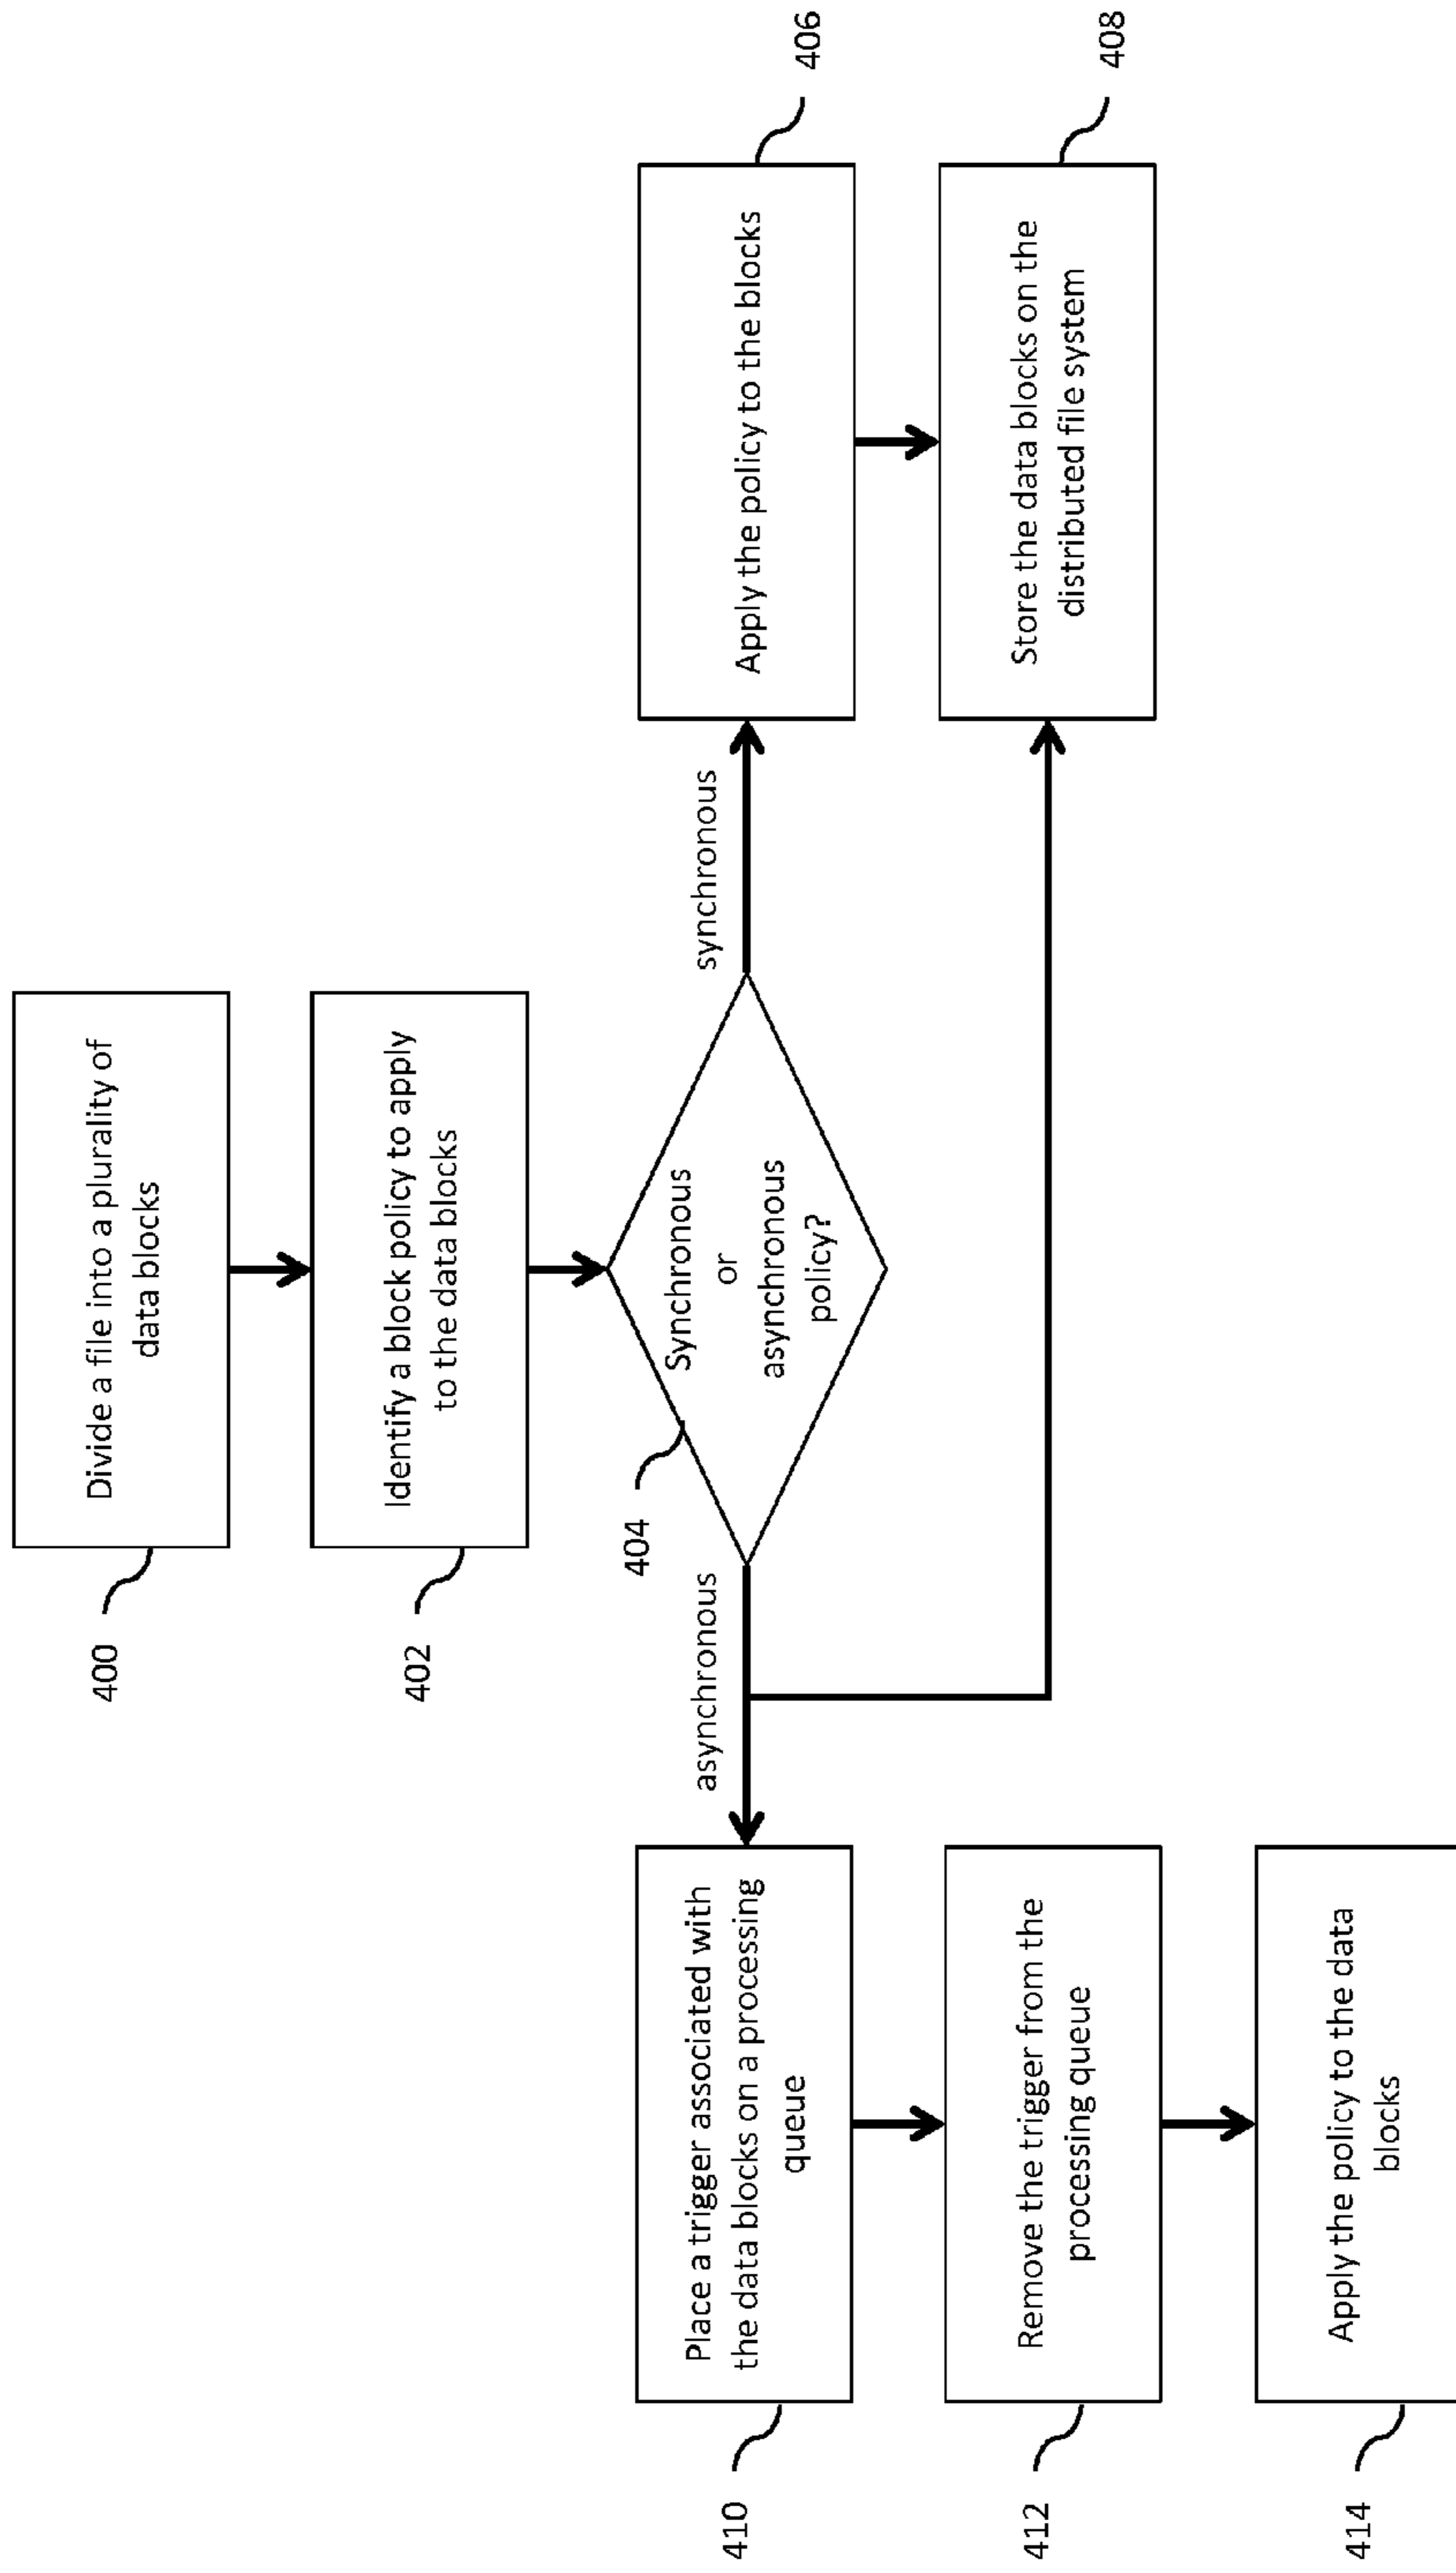 400
Divide a file into a plurality of
data blocks
402
Identify a block policy to apply
to the data blocks
404
Synchronous
or
asynchronous
policy?
asynchronous
synchronous
Apply the policy to the blocks
406
Store the data blocks on the
distributed file system
408
410
Place a trigger associated with
the data blocks on a processing
queue
412
Remove the trigger from the
processing queue
414
Apply the policy to the data
blocks